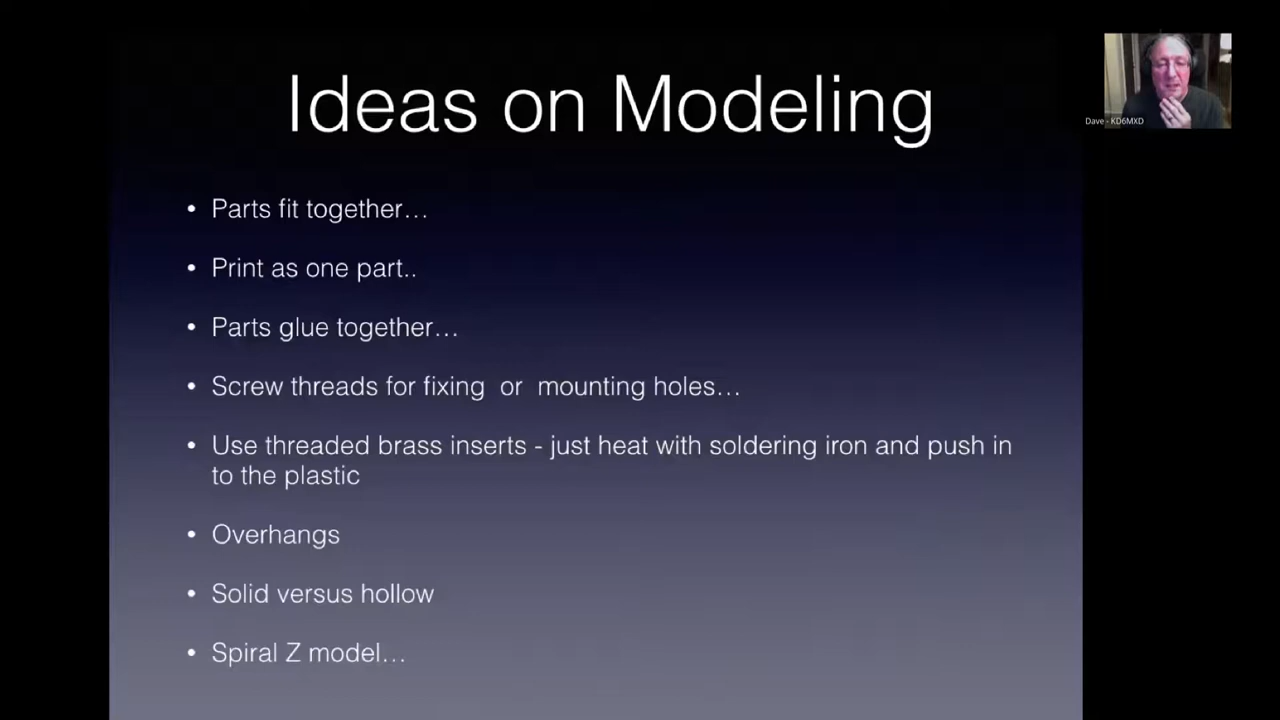 Ideas on Modeling
Dave - KD6MXD
• Parts fit together…
• Print as one part..
• Parts glue together…
• Screw threads for fixing  or  mounting holes…
• Use threaded brass inserts - just heat with soldering iron and push in
to the plastic
• Overhangs
• Solid versus hollow
• Spiral Z model…